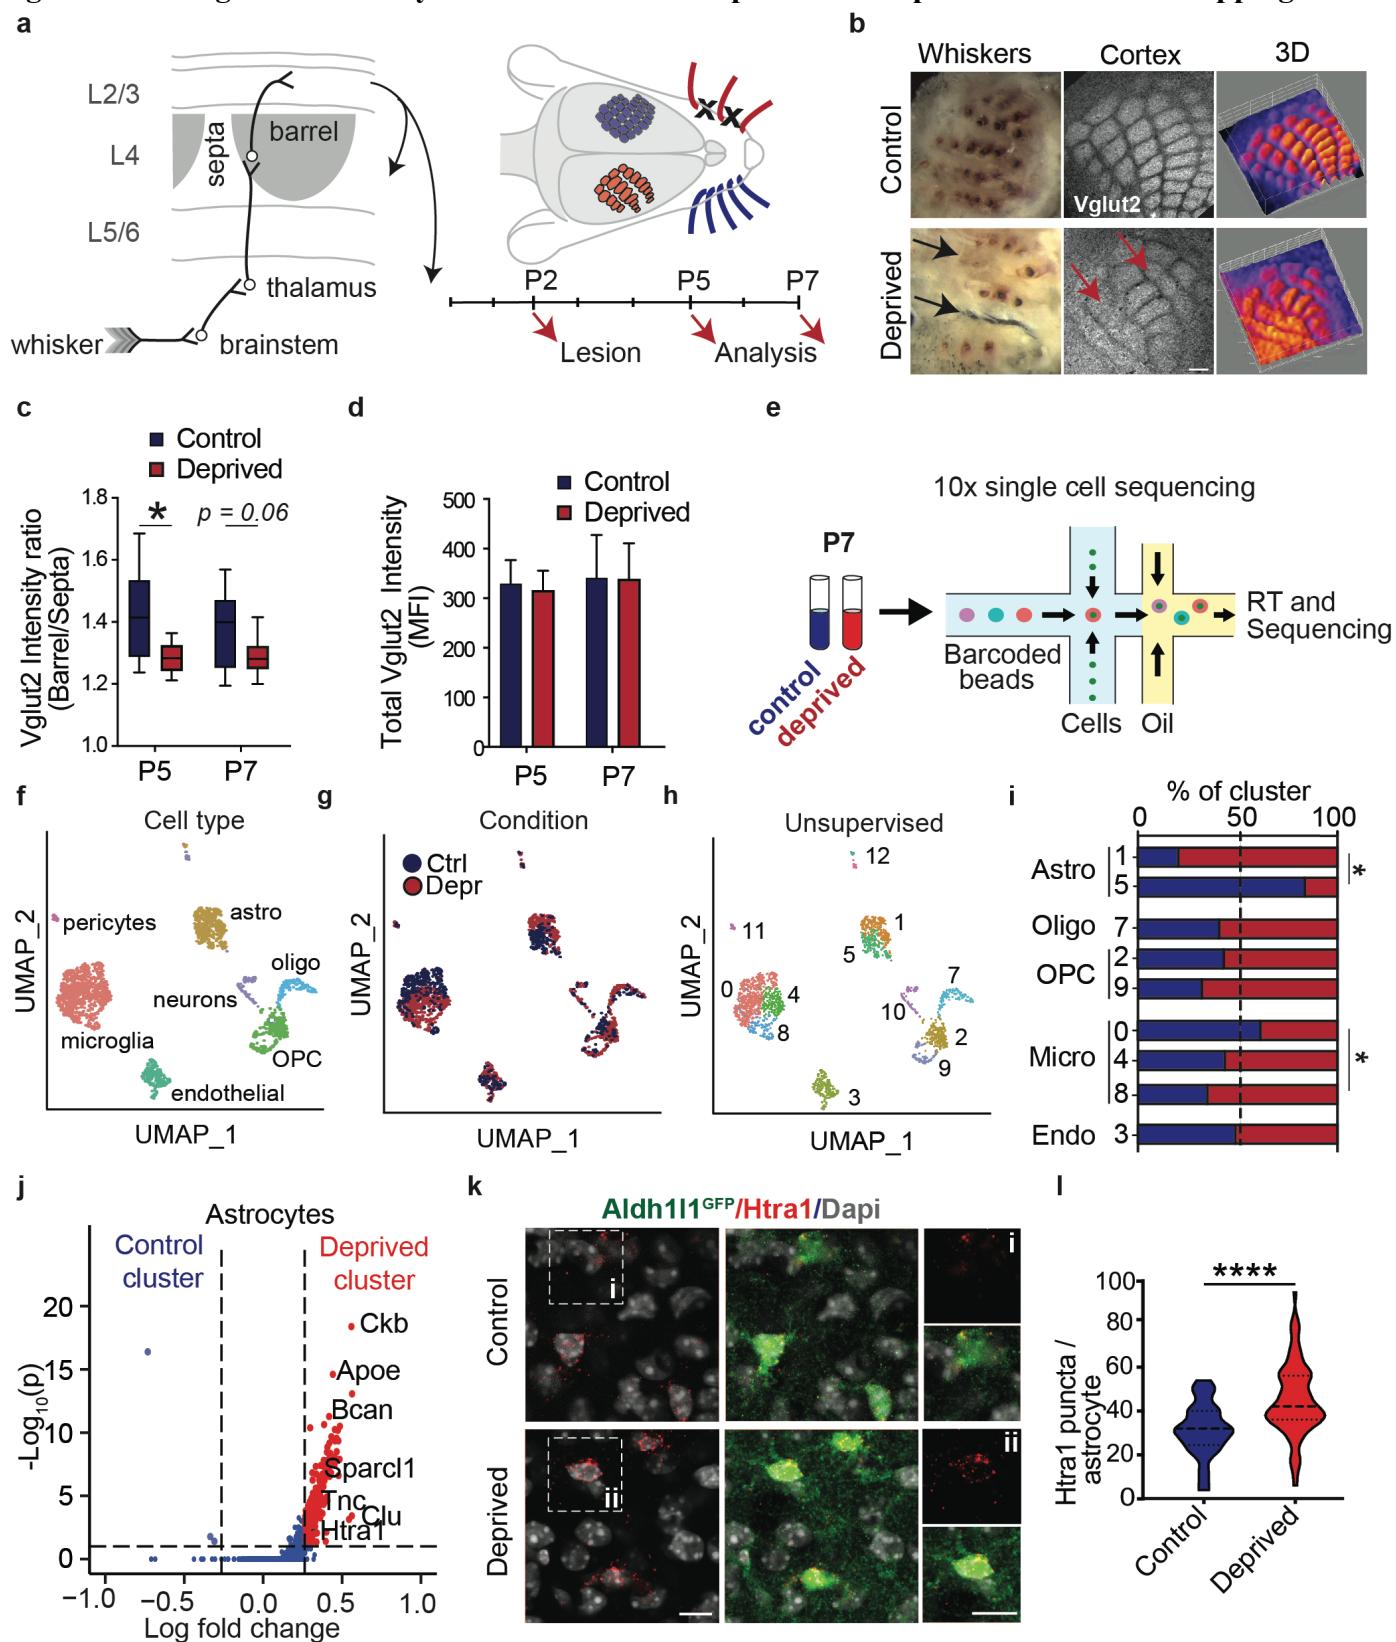 a
L2/3
L4
L5/6
septa
barrel
thalamus
brainstem
whisker
X X
P2
P5
P7
Lesion
Analysis
b
Whiskers
Cortex
3D
Control
Vglut2
Deprived
c
Control
Deprived
Vglut2 Intensity ratio
(Barrel/Septa)
1.8
1.6
1.4
1.2
1.0
*
p = 0.06
P5
P7
d
Control
Deprived
Total Vglut2 Intensity
(MFI)
500
400
300
200
100
0
P5
P7
e
10x single cell sequencing
P7
control
deprived
Barcoded
beads
Cells
Oil
RT and
Sequencing
f
Cell type
UMAP_2
pericytes
astro
oligo
neurons
microglia
OPC
endothelial
UMAP_1
g
Condition
Ctrl
Depr
UMAP_2
UMAP_1
h
Unsupervised
UMAP_2
12
11
1
5
0
4
8
7
10
2
9
3
UMAP_1
i
% of cluster
0
50
100
Astro
1
5
*
Oligo
7
OPC
2
9
Micro
0
4
8
*
Endo
3
j
Astrocytes
Control
cluster
Deprived
cluster
-Log10(p)
20
15
10
5
0
Ckb
Apoe
Bcan
Sparcl1
Tnc
Clu
Htra1
−1.0
−0.5
0.0
0.5
1.0
Log fold change
k
Aldh1l1GFP/Htra1/Dapi
Control
i
i
Deprived
ii
ii
l
Htra1 puncta /
astrocyte
100
80
60
40
20
0
****
Control
Deprived